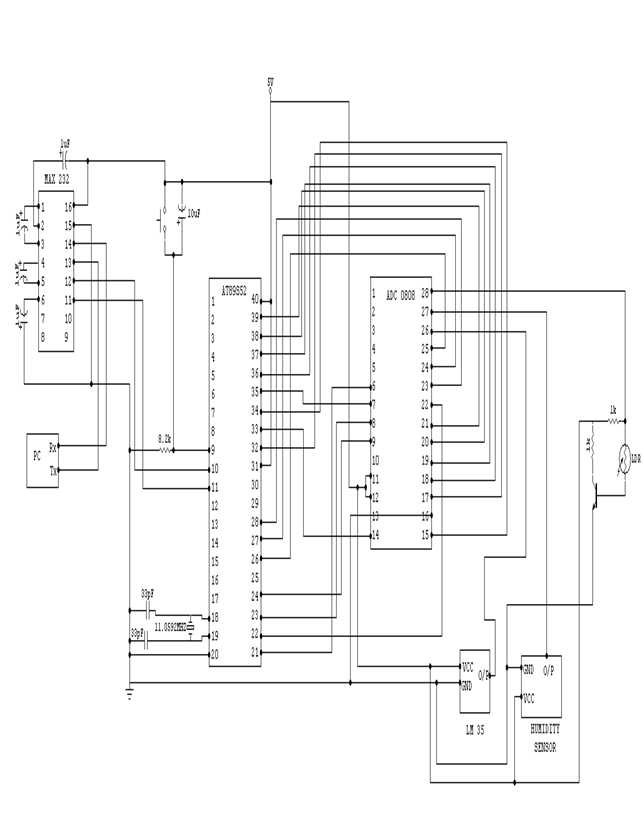 5V
1uF
MAX 232
1 16
2 15
3 14
4 13
5 12
6 11
7 10
8 9
1uF
1uF
1uF
10uF
AT89S52
1 40
2 39
3 38
4 37
5 36
6 35
7 34
8 33
9 32
10 31
11 30
12 29
13 28
14 27
15 26
16 25
17 24
18 23
19 22
20 21
ADC 0808
1 28
2 27
3 26
4 25
5 24
6 23
7 22
8 21
9 20
10 19
11 18
12 17
13 16
14 15
8.2k
PC
Rx
Tx
1k
LDR
33pF
11.0592MHZ
33pF
VCC
GND
O/P
LM 35
GND
O/P
VCC
HUMIDITY
SENSOR